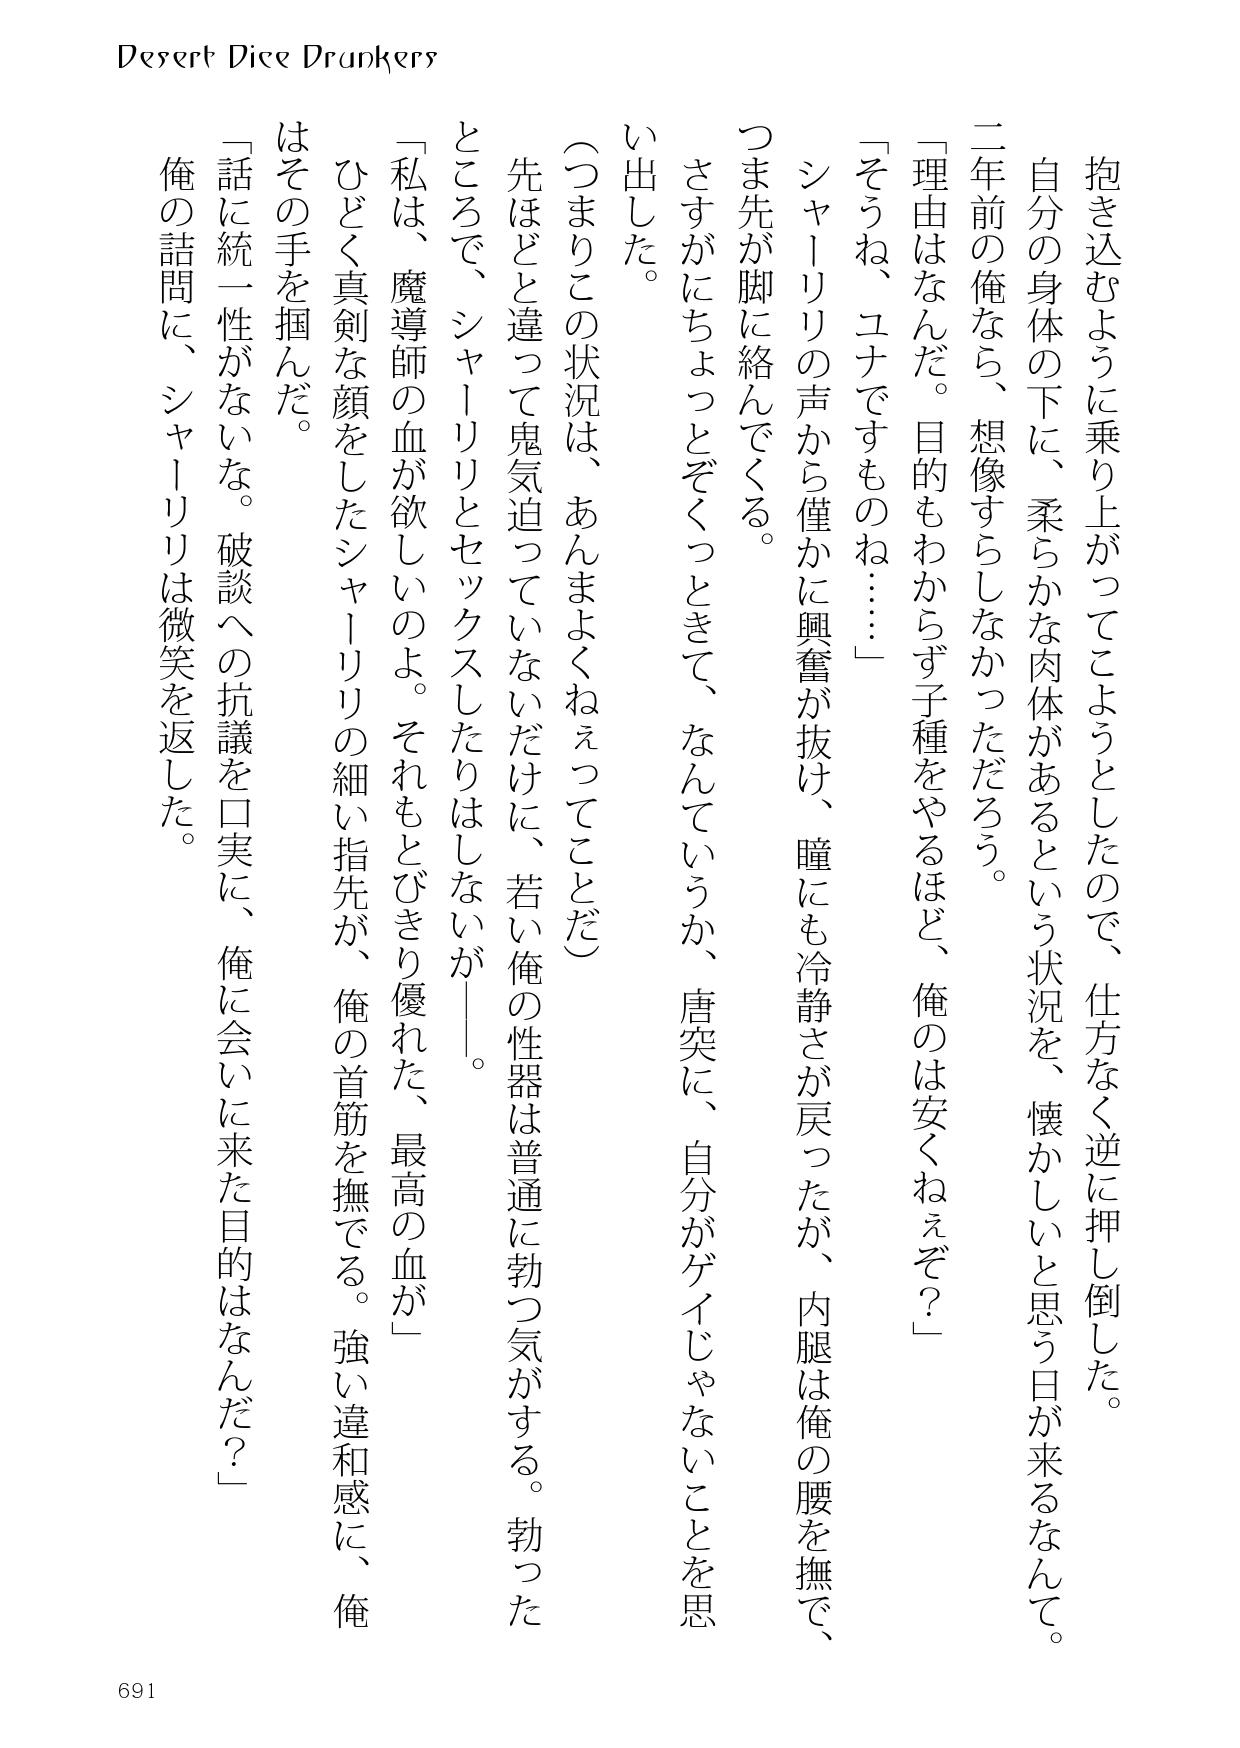 Desert Dice Drunkers
抱き込むように乗り上がってこようとしたので、仕方なく逆に押し倒した。
自分の身体の下に、柔らかな肉体があるという状況を、懐かしいと思う日が来るなんて。
二年前の俺なら、想像すらしなかっただろう。
「理由はなんだ。目的もわからず子種をやるほど、俺のは安くねぇぞ？」
「そうね、ユナですものね……」
シャーリリの声から僅かに興奮が抜け、瞳にも冷静さが戻ったが、内腿は俺の腰を撫で、
つま先が脚に絡んでくる。
さすがにちょっとぞくっときて、なんていうか、唐突に、自分がゲイじゃないことを思
い出した。
（つまりこの状況は、あんまよくねぇってことだ）
先ほどと違って鬼気迫っていないだけに、若い俺の性器は普通に勃つ気がする。勃った
ところで、シャーリリとセックスしたりはしないが――。
「私は、魔導師の血が欲しいのよ。それもとびきり優れた、最高の血が」
ひどく真剣な顔をしたシャーリリの細い指先が、俺の首筋を撫でる。強い違和感に、俺
はその手を掴んだ。
「話に統一性がないな。破談への抗議を口実に、俺に会いに来た目的はなんだ？」
俺の詰問に、シャーリリは微笑を返した。
691